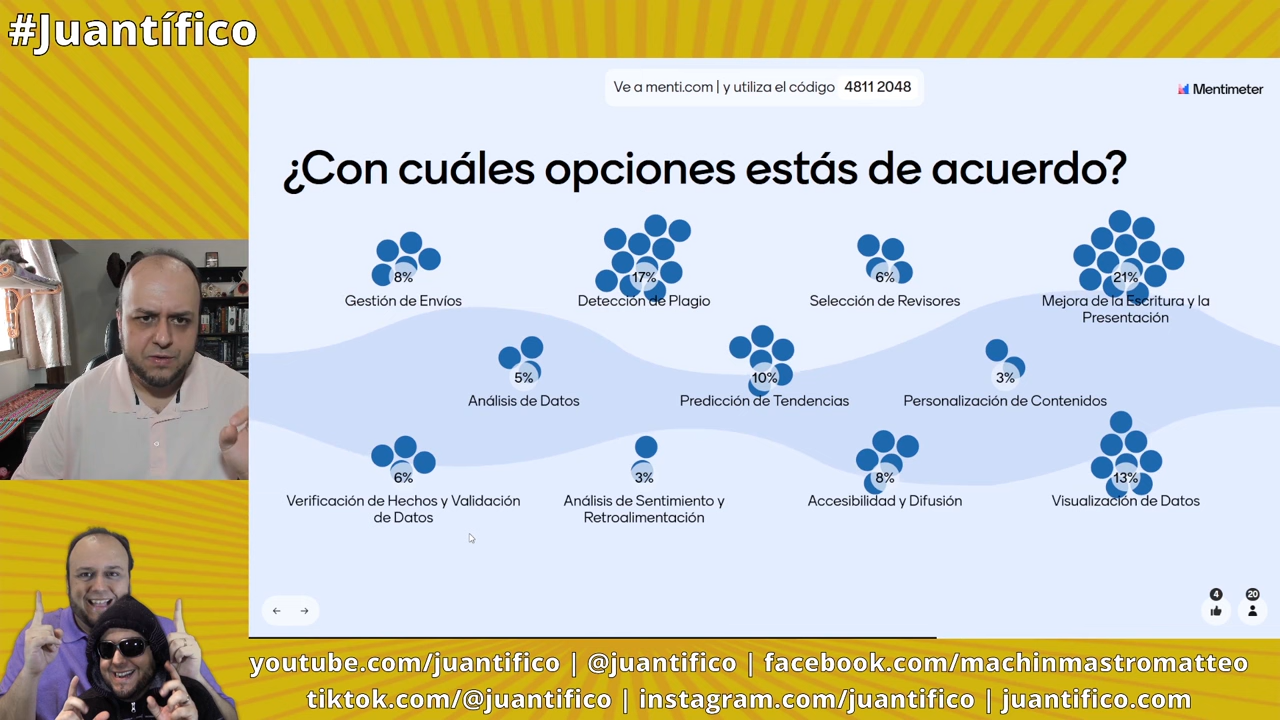 #Juantífico
Ve a menti.com | y utiliza el código 4811 2048
Mentimeter
¿Con cuáles opciones estás de acuerdo?
8%
Gestión de Envíos
17%
Detección de Plagio
6%
Selección de Revisores
21%
Mejora de la Escritura y la
Presentación
5%
Análisis de Datos
10%
Predicción de Tendencias
3%
Personalización de Contenidos
6%
Verificación de Hechos y Validación
de Datos
3%
Análisis de Sentimiento y
Retroalimentación
8%
Accesibilidad y Difusión
13%
Visualización de Datos
4
20
youtube.com/juantifico | @juantifico | facebook.com/machinmastromatteo
tiktok.com/@juantifico | instagram.com/juantifico | juantifico.com